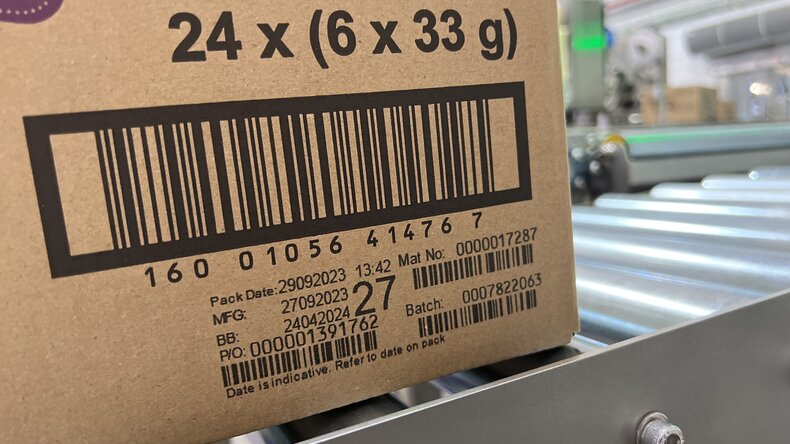 24 x (6 x 33 g)
160 01056 41476 7
Pack Date:29092023 13:42 Mat No: 0000017287
MFG: 27092023 27
BB: 24042024 Batch: 0007822063
P/O: 000001391762
Date is indicative. Refer to date on pack